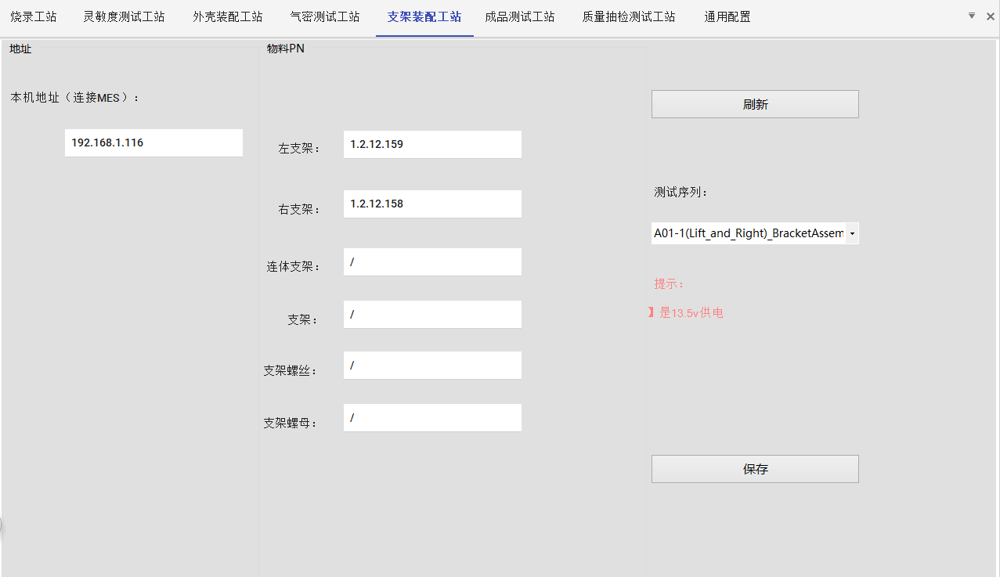 烧录工站 灵敏度测试工站 外壳装配工站 气密测试工站 支架装配工站 成品测试工站 质量抽检测试工站 通用配置
地址
本机地址（连接MES）：
192.168.1.116
物料PN
左支架： 1.2.12.159
右支架： 1.2.12.158
连体支架： /
支架： /
支架螺丝： /
支架螺母： /
刷新
测试序列：
A01-1(Lift_and_Right)_BracketAssem
提示：
】是13.5v供电
保存